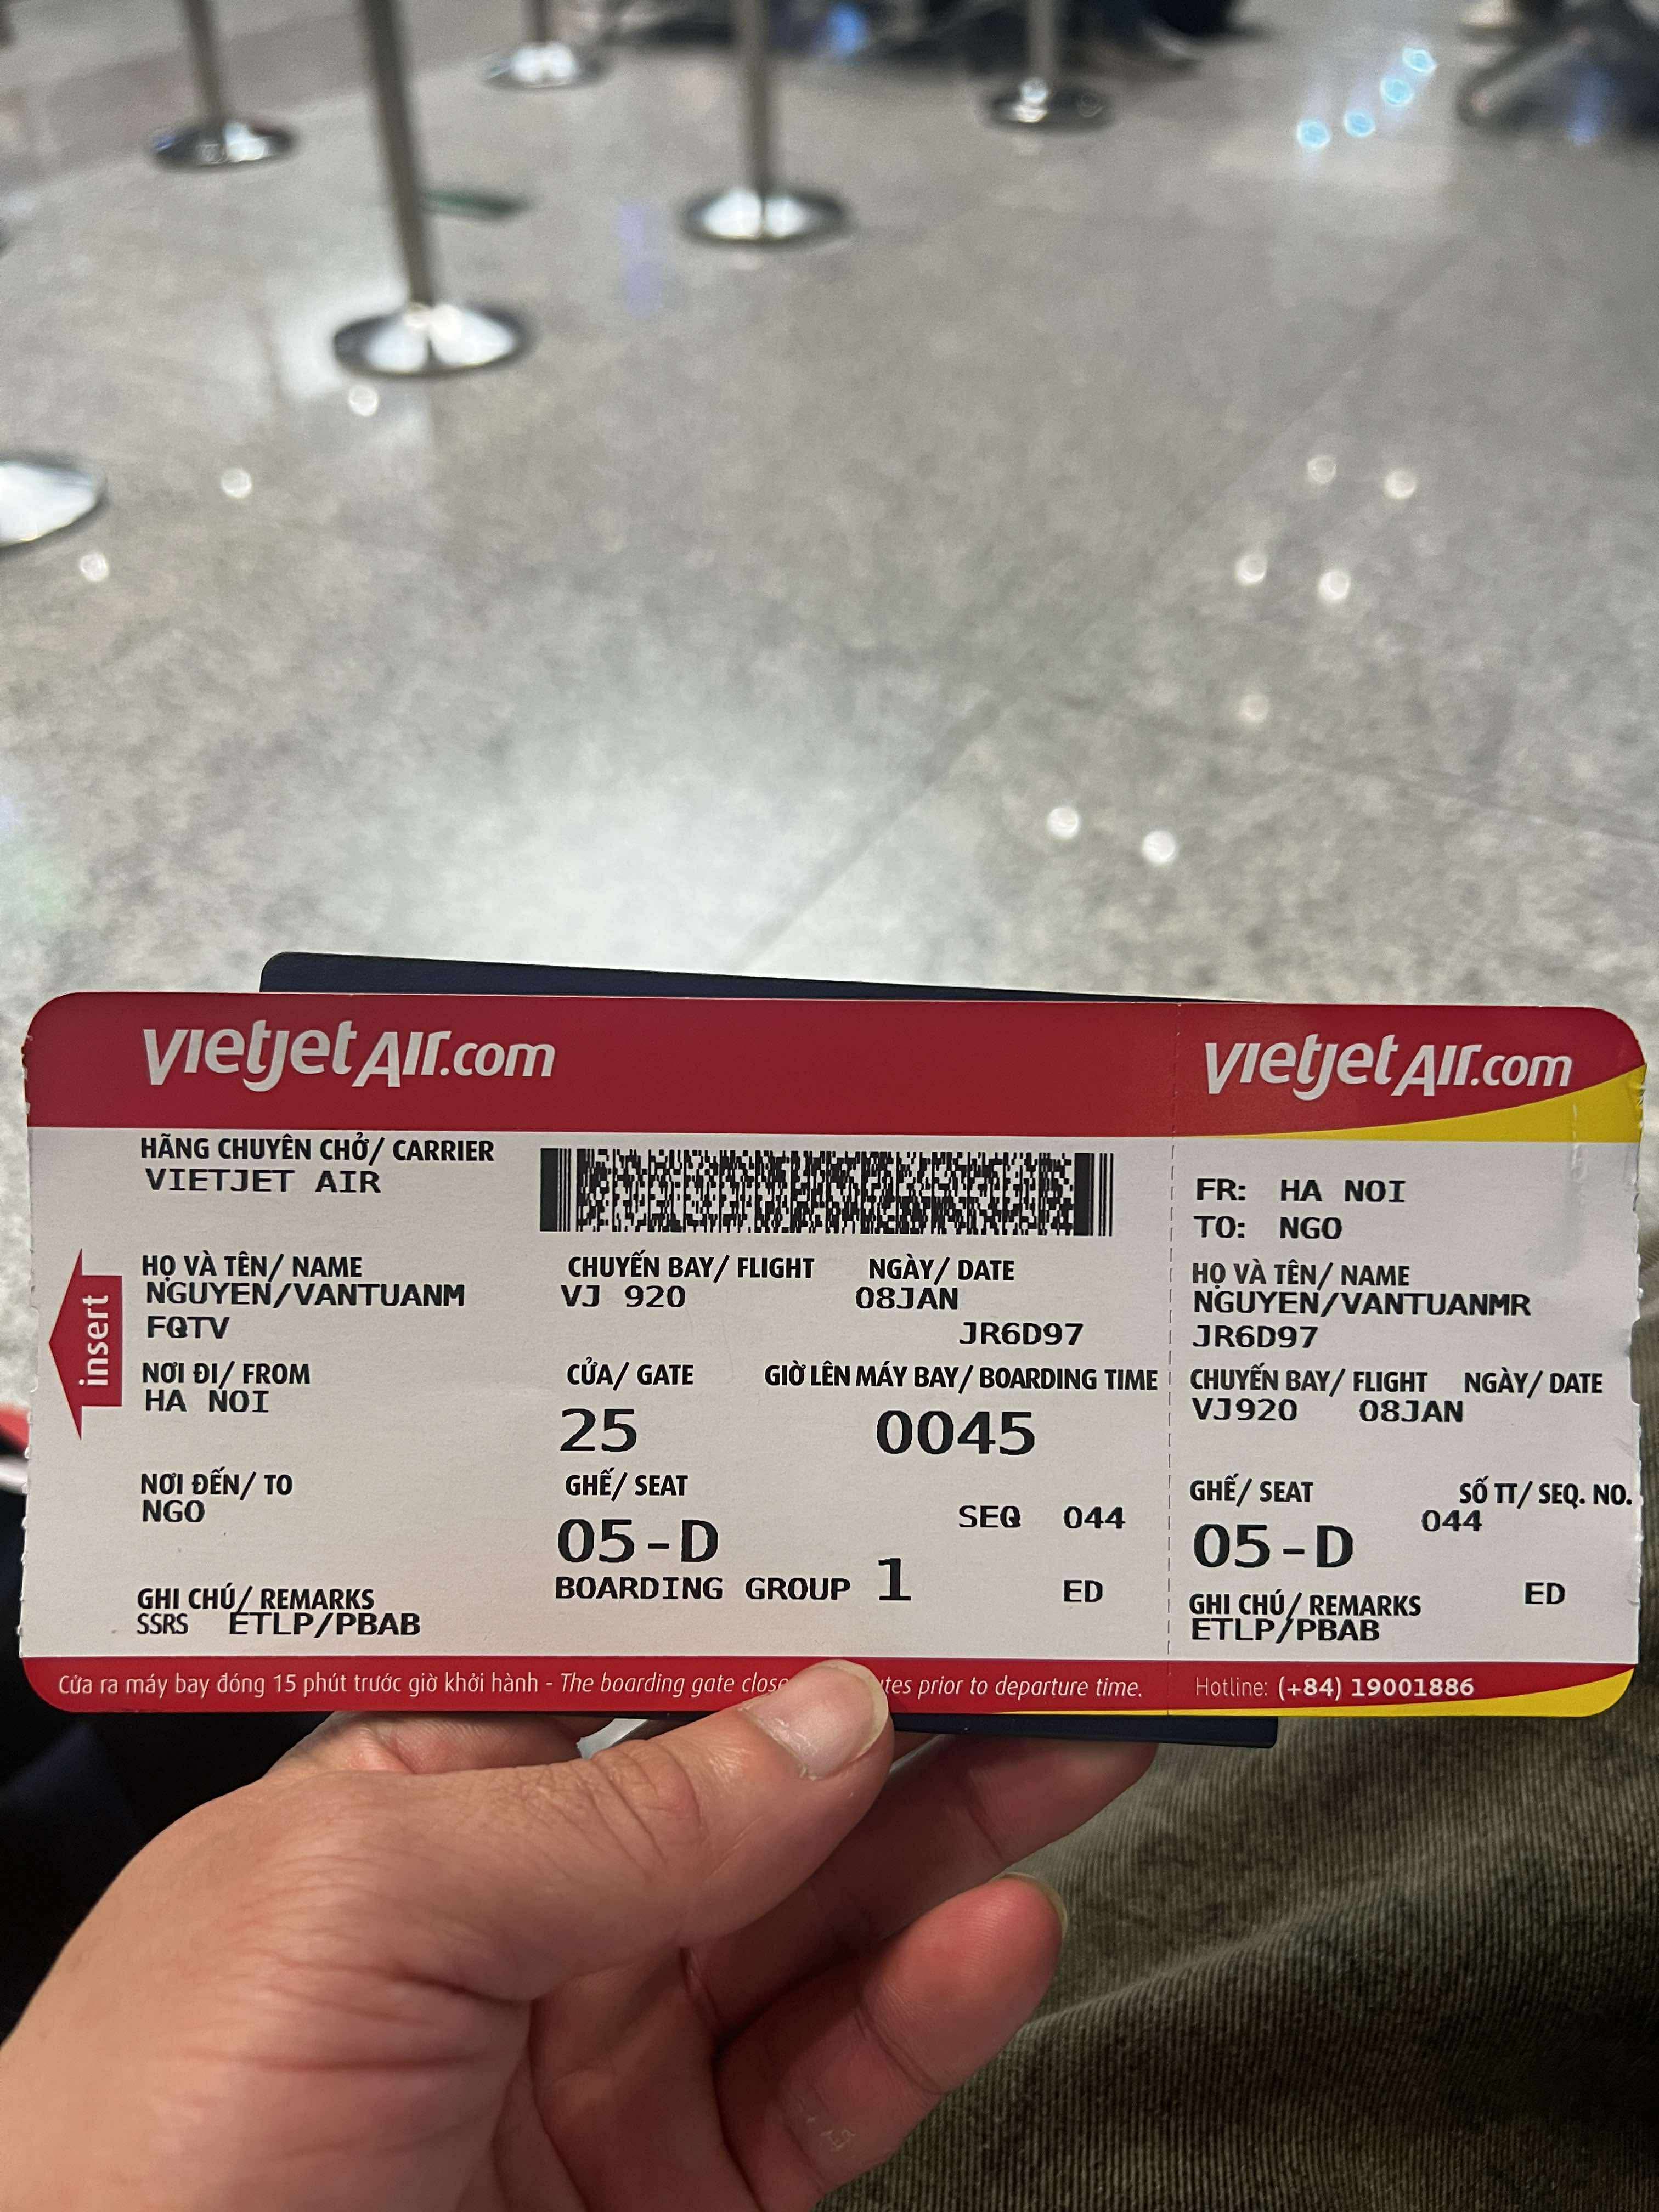 vietjet Air.com
HÃNG CHUYÊN CHỞ/ CARRIER
VIETJET AIR
HỌ VÀ TÊN/ NAME
NGUYEN/VANTUANM
CHUYẾN BAY/ FLIGHT
VJ 920
NGÀY/ DATE
08JAN
FQTV
JR6D97
NƠI ĐI/ FROM
HA NOI
CỬA/ GATE
25
GIỜ LÊN MÁY BAY/ BOARDING TIME
0045
NƠI ĐẾN/ TO
NGO
GHẾ/ SEAT
05-D
SEQ 044
BOARDING GROUP 1 ED
GHI CHÚ/ REMARKS
SSRS ETLP/PBAB
insert
Cửa ra máy bay đóng 15 phút trước giờ khởi hành - The boarding gate prior to departure time.
vietjet Air.com
FR: HA NOI
TO: NGO
HỌ VÀ TÊN/ NAME
NGUYEN/VANTUANMR
JR6D97
CHUYẾN BAY/ FLIGHT NGÀY/ DATE
VJ920 08JAN
GHẾ/ SEAT SỐ TT/ SEQ. NO.
05-D 044
ED
GHI CHÚ/ REMARKS
ETLP/PBAB
Hotline: (+84) 19001886